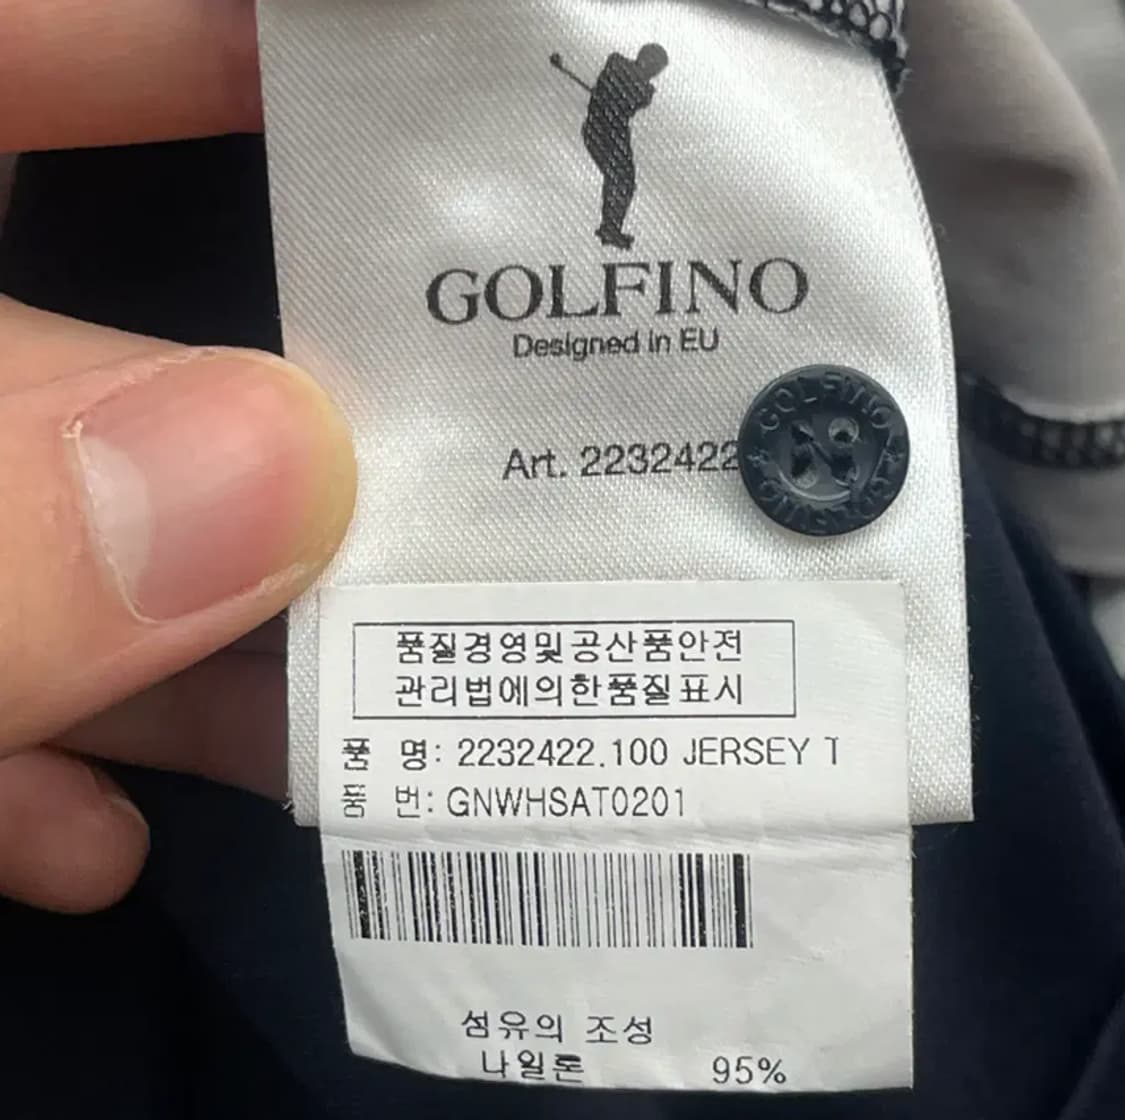 GOLFINO
Designed in EU
Art. 2232422
GOLFINO
GOLFINO
품질경영및공산품안전
관리법에의한품질표시
품 명: 2232422.100 JERSEY T
품 번: GNWHSAT0201
섬유의 조성
나일론 95%